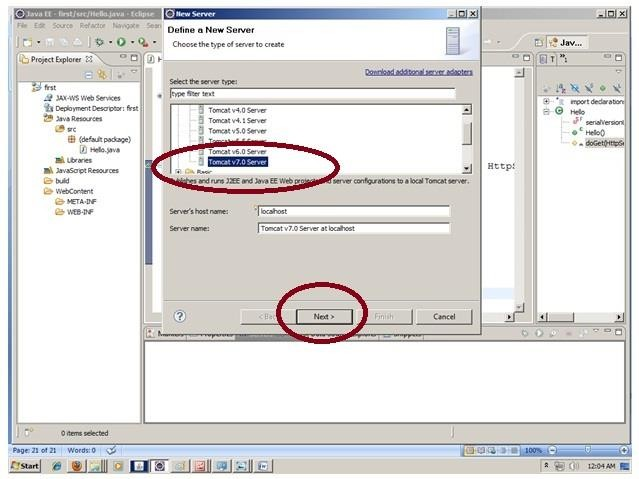 Java EE - first/src/Hello.java - Eclipse
File Edit Source Refactor Navigate Sear
Project Explorer
first
JAX-WS Web Services
Deployment Descriptor: first
Java Resources
src
(default package)
Hello.java
Libraries
JavaScript Resources
build
WebContent
META-INF
WEB-INF
New Server
Define a New Server
Choose the type of server to create
Download additional server adapters
Select the server type:
type filter text
Tomcat v4.0 Server
Tomcat v4.1 Server
Tomcat v5.0 Server
Tomcat v6.0 Server
Tomcat v7.0 Server
Basic
Publishes and runs J2EE and Java EE Web projects and server configurations to a local Tomcat server.
Server's host name: localhost
Server name: Tomcat v7.0 Server at localhost
? Next > Finish Cancel
Jav...
import declarations
Hello
serialVersionU
Hello()
doGet(HttpSe
HttpS
Markers Properties Snippets
0 items selected
Page: 21 of 21 Words: 0 100%
Start 12:04 AM